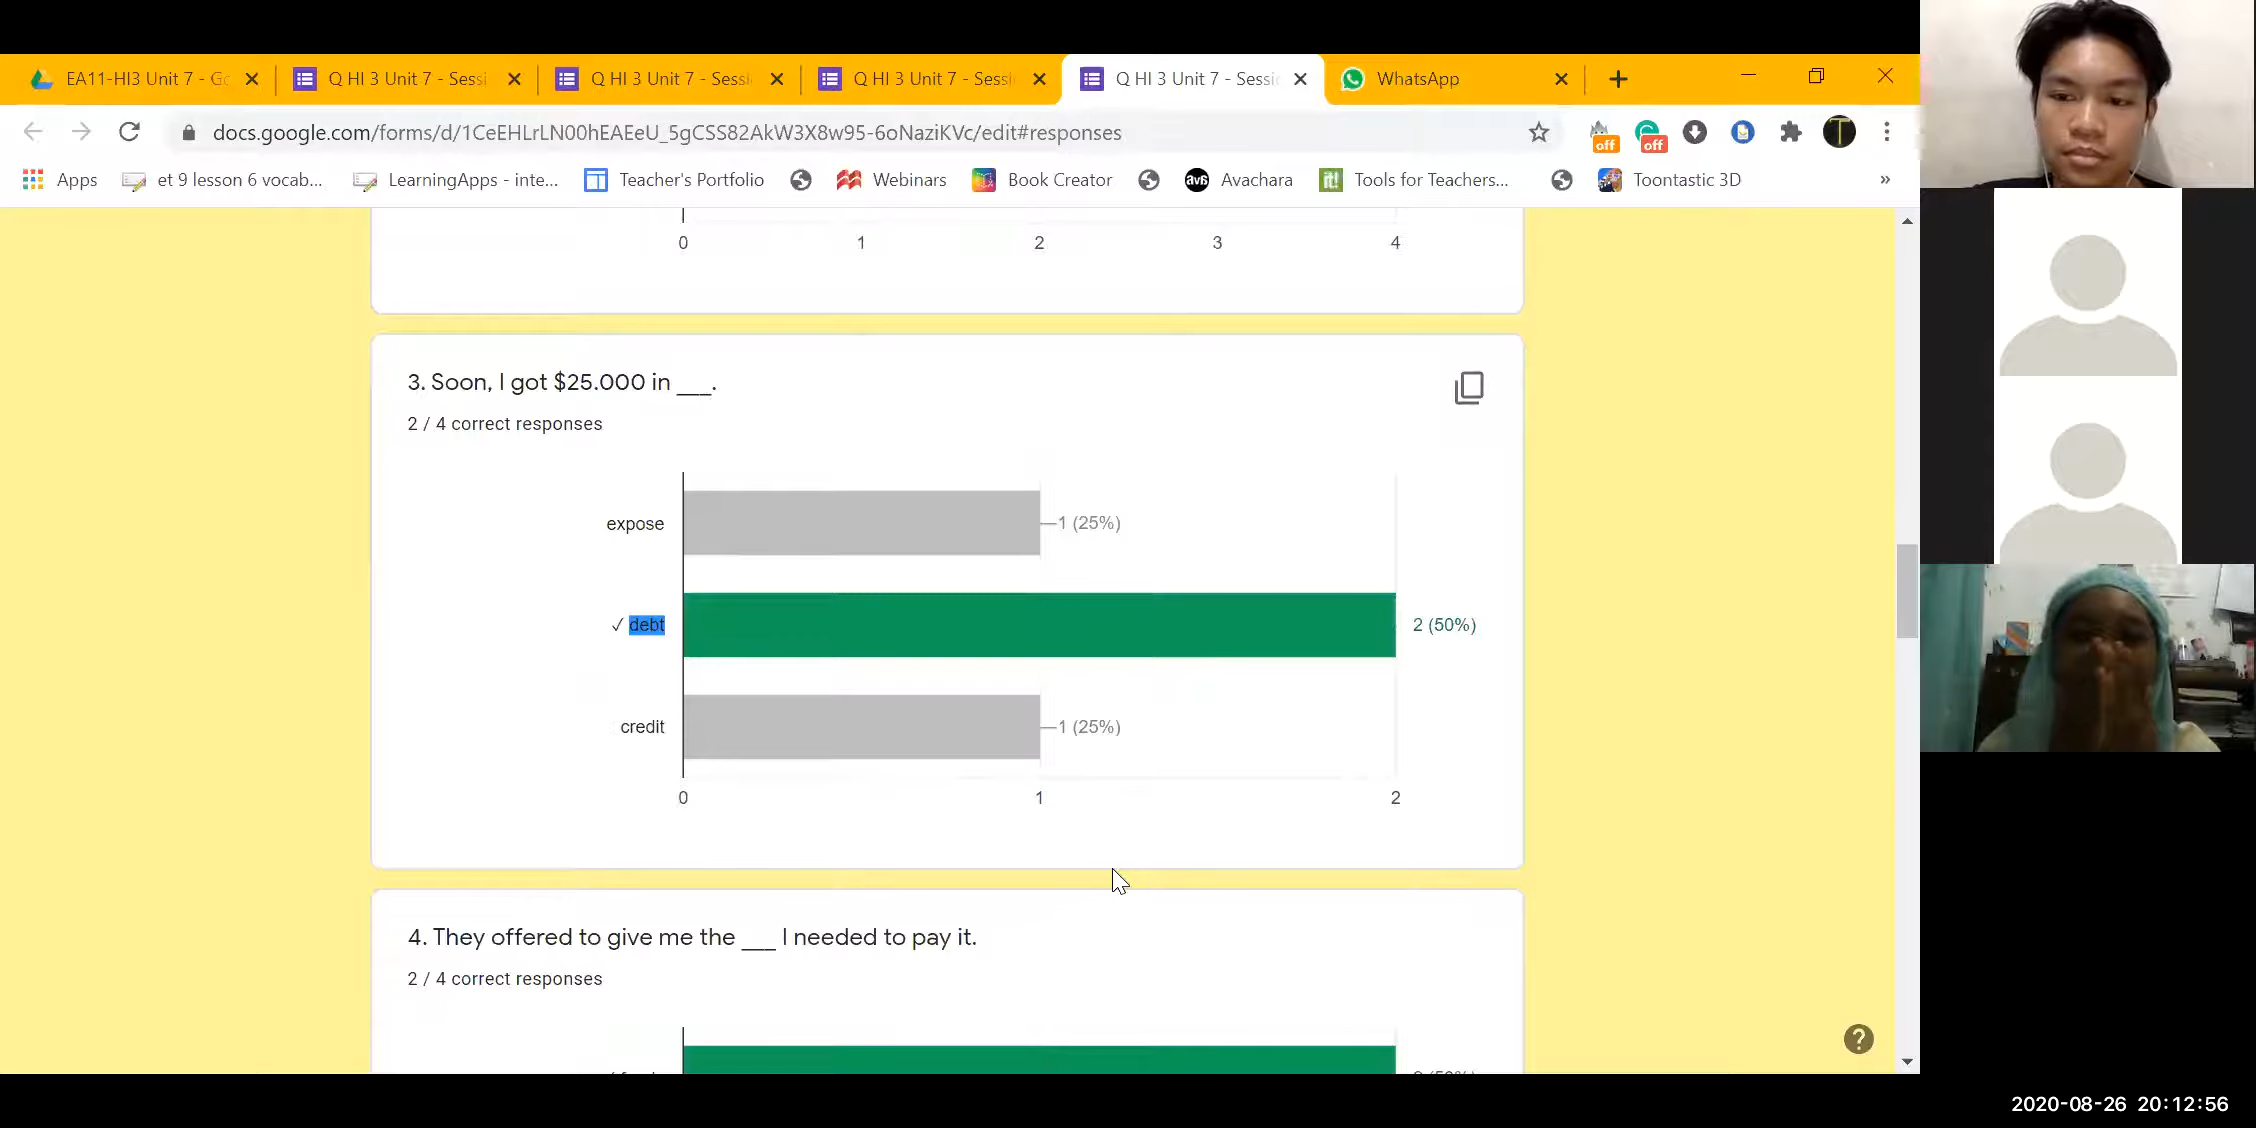 EA11-HI3 Unit 7 - Go
Q HI 3 Unit 7 - Sessi
Q HI 3 Unit 7 - Sessi
Q HI 3 Unit 7 - Sessi
Q HI 3 Unit 7 - Sessi
WhatsApp
docs.google.com/forms/d/1CeEHLrLN00hEAEeU_5gCSS82AkW3X8w95-6oNaziKVc/edit#responses
off
off
T
Apps
et 9 lesson 6 vocab...
LearningApps - inte...
Teacher's Portfolio
Webinars
Book Creator
Avachara
Tools for Teachers...
Toontastic 3D
»
0 1 2 3 4
3. Soon, I got $25.000 in ___.
2 / 4 correct responses
expose
1 (25%)
✓ debt
2 (50%)
credit
1 (25%)
0 1 2
4. They offered to give me the ___ I needed to pay it.
2 / 4 correct responses
?
2020-08-26 20:12:56